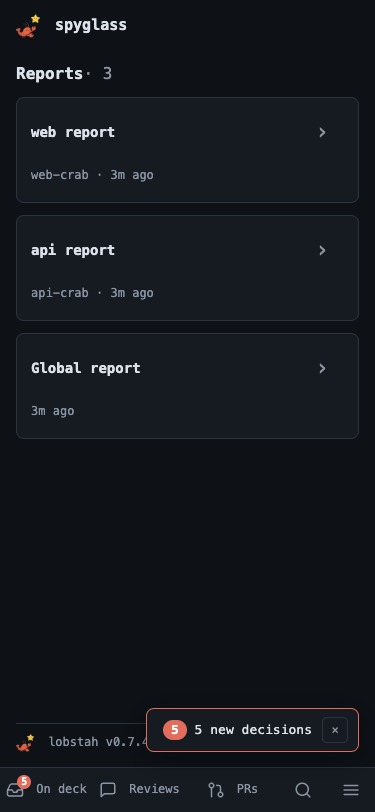 spyglass
Reports· 3
web report
web-crab · 3m ago
api report
api-crab · 3m ago
Global report
3m ago
5 5 new decisions ×
lobstah v0.7.4
5
On deck Reviews PRs